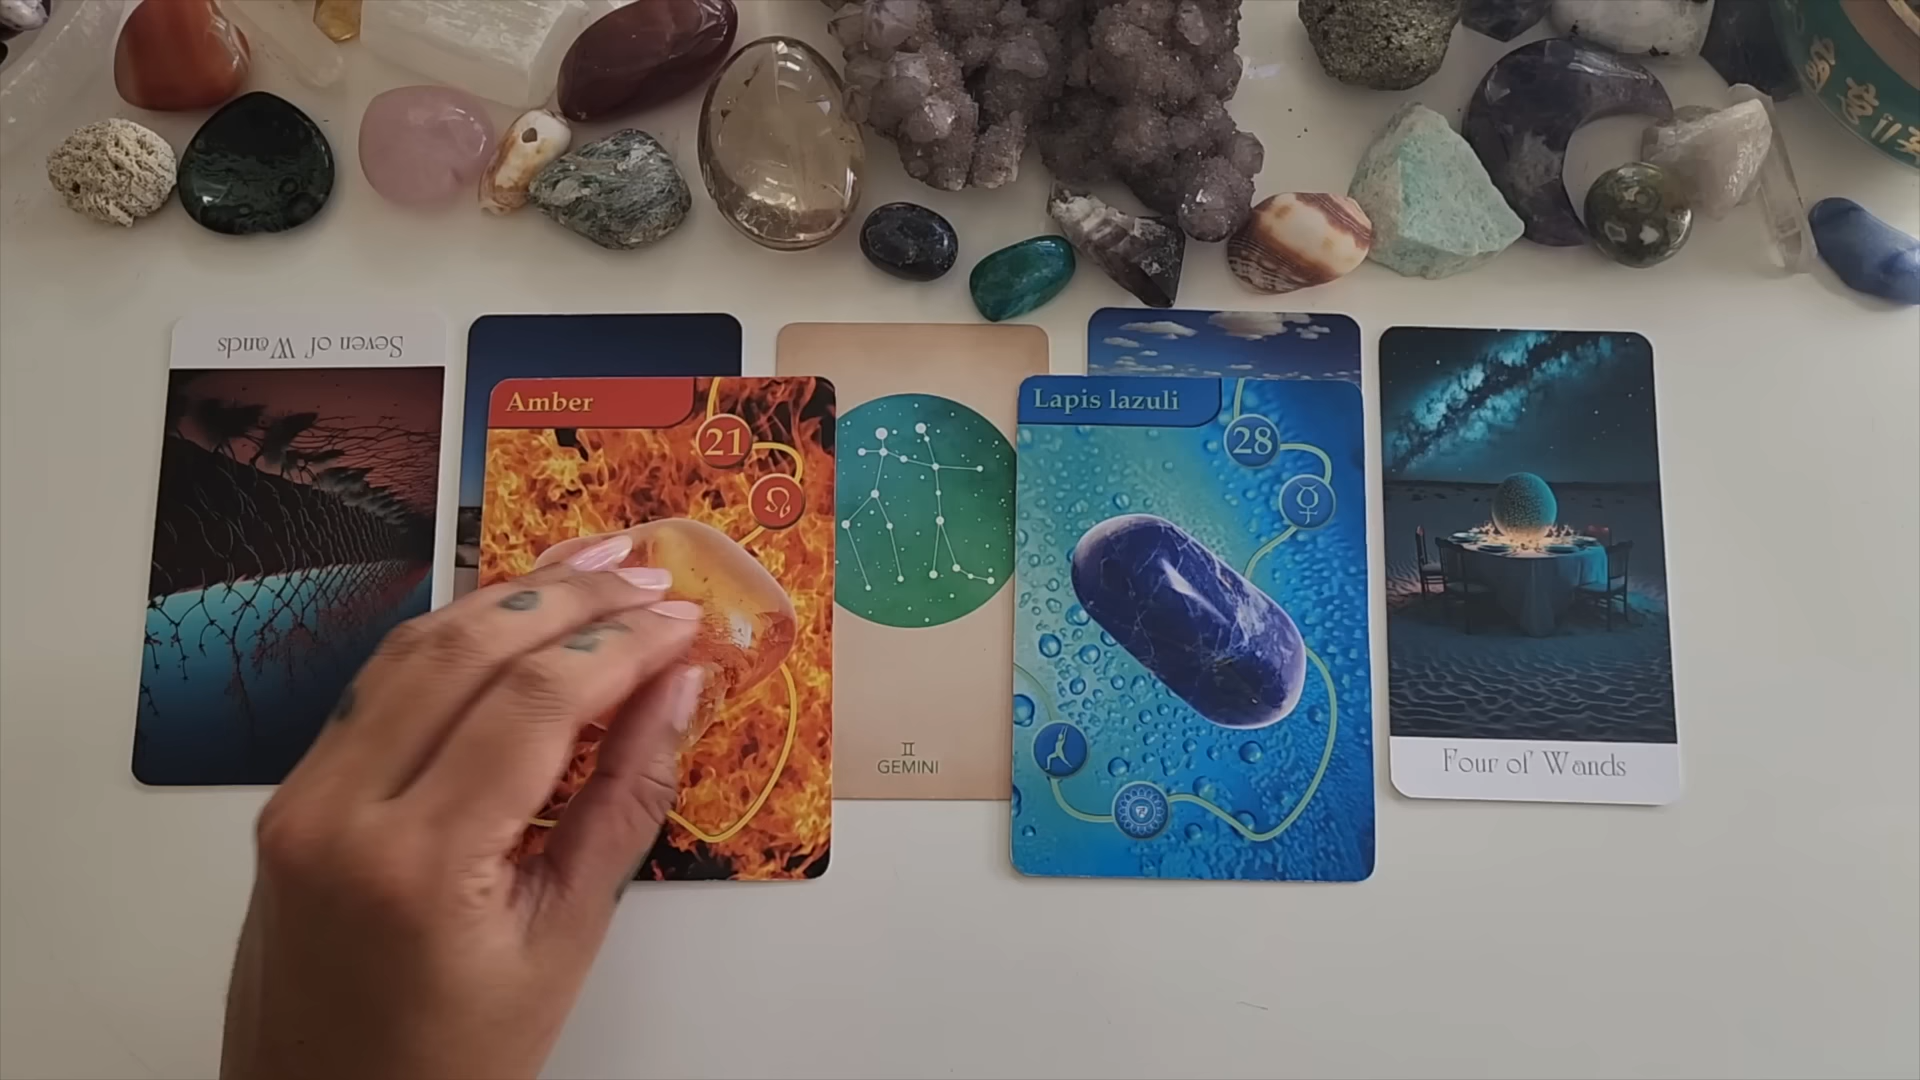 Seven of Wands
Amber
21
Lapis lazuli
28
♊
GEMINI
Four of Wands